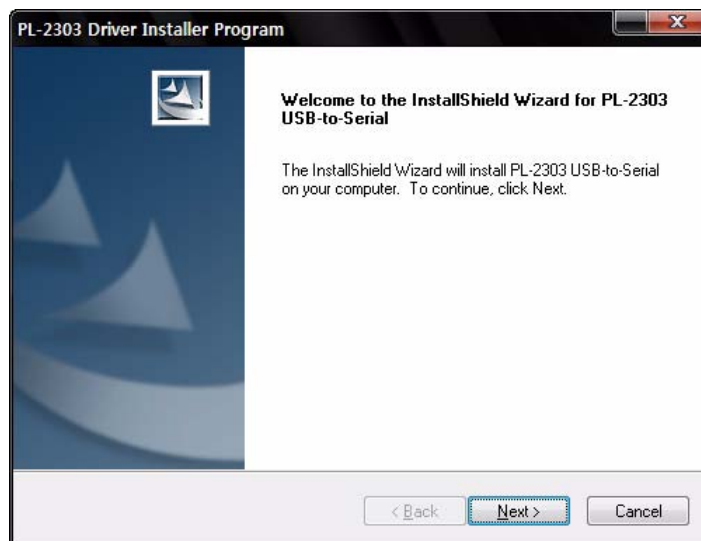 PL-2303 Driver Installer Program
Welcome to the InstallShield Wizard for PL-2303
USB-to-Serial
The InstallShield Wizard will install PL-2303 USB-to-Serial
on your computer. To continue, click Next.
< Back
Next >
Cancel